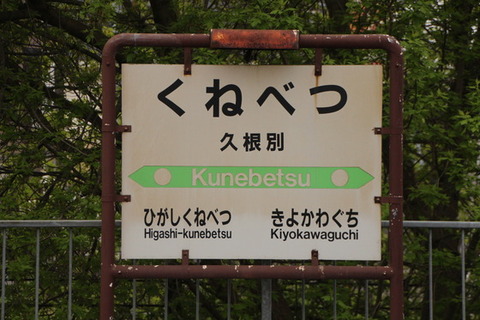 くねべつ
久根別
Kunebetsu
ひがしくねべつ きよかわぐち
Higashi-kunebetsu Kiyokawaguchi